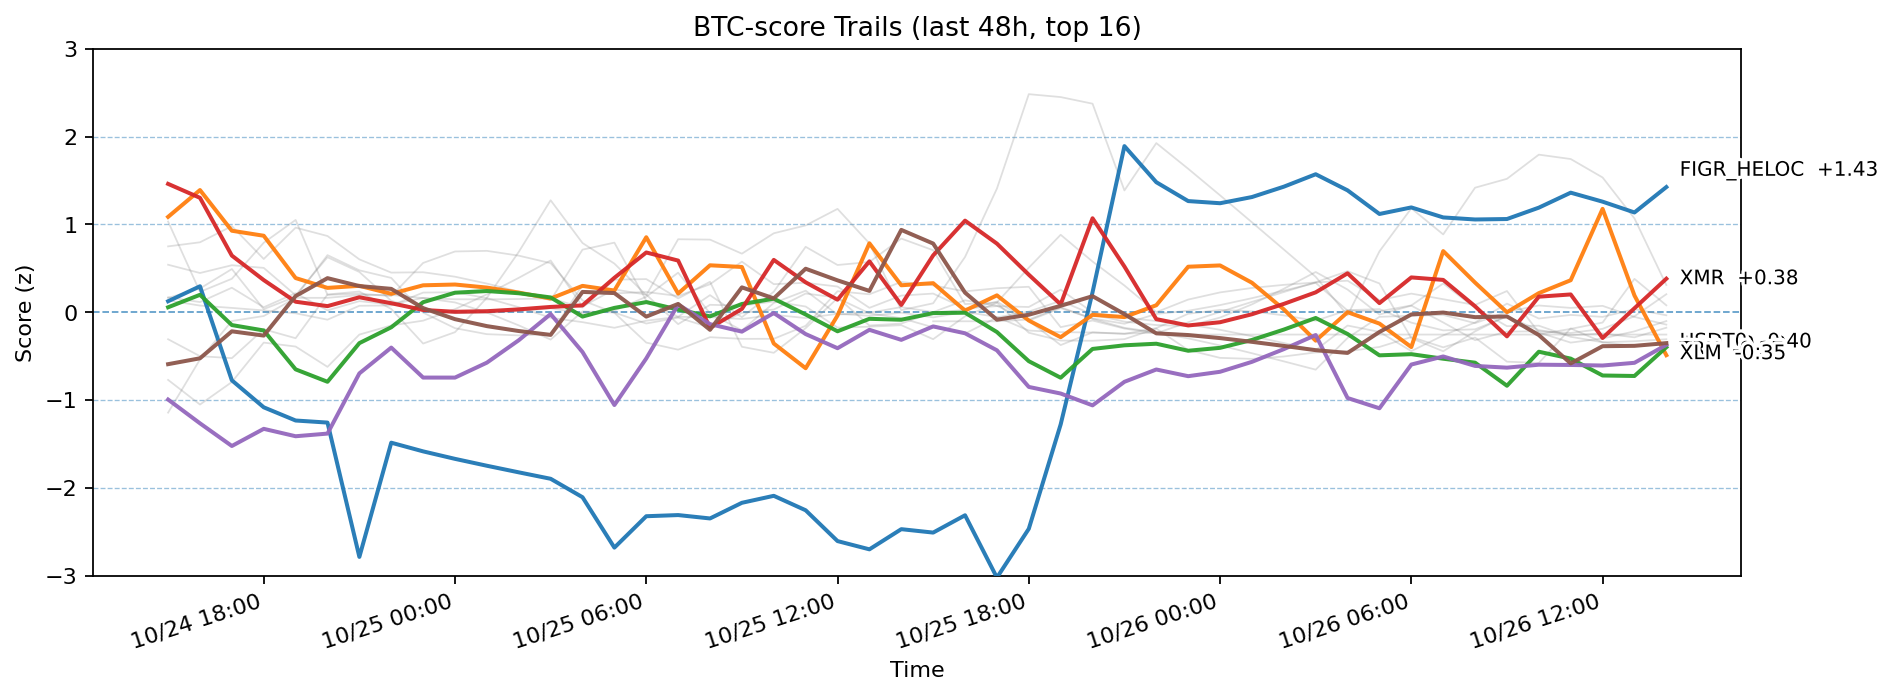 BTC-score Trails (last 48h, top 16)
3
2
1
0
−1
−2
−3
Score (z)
FIGR_HELOC +1.43
XMR +0.38
XLM -0:35
10/24 18:00
10/25 00:00
10/25 06:00
10/25 12:00
10/25 18:00
10/26 00:00
10/26 06:00
10/26 12:00
Time